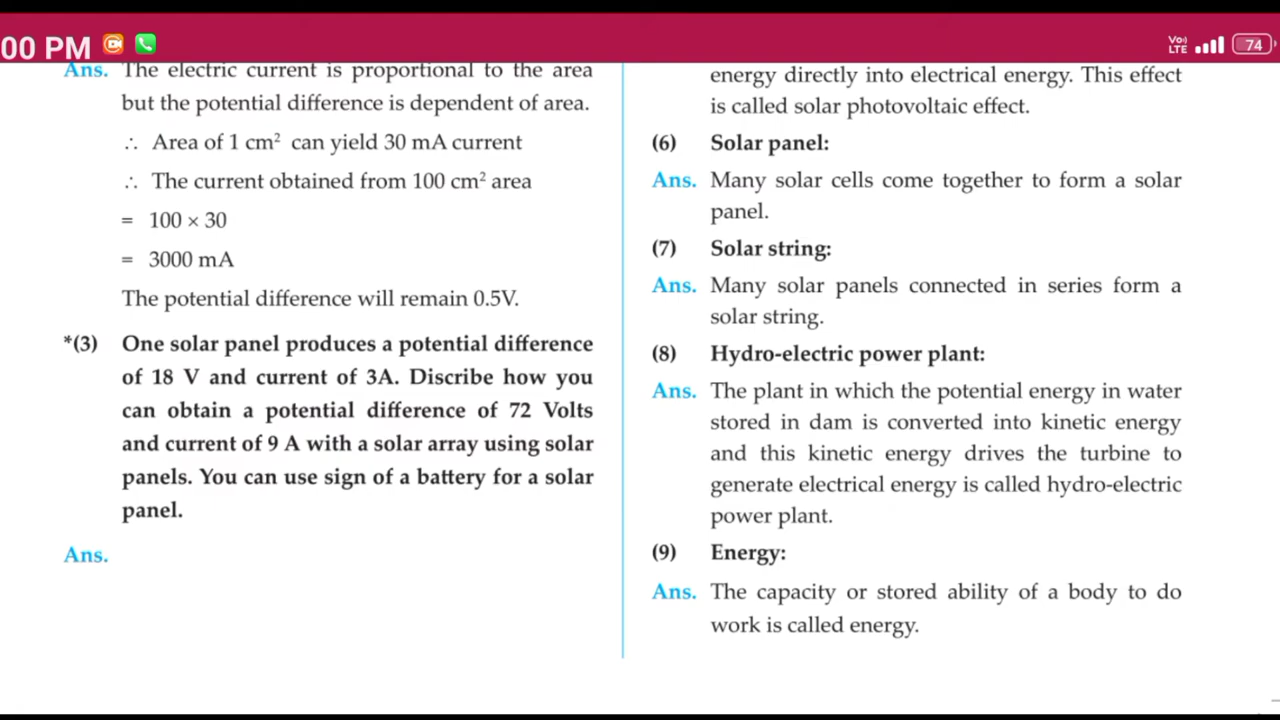 00 PM
Vo)
LTE
74
Ans. The electric current is proportional to the area
but the potential difference is dependent of area.
∴ Area of 1 cm² can yield 30 mA current
∴ The current obtained from 100 cm² area
= 100 × 30
= 3000 mA
The potential difference will remain 0.5V.
*(3) One solar panel produces a potential difference
of 18 V and current of 3A. Discribe how you
can obtain a potential difference of 72 Volts
and current of 9 A with a solar array using solar
panels. You can use sign of a battery for a solar
panel.
Ans.
energy directly into electrical energy. This effect
is called solar photovoltaic effect.
(6) Solar panel:
Ans. Many solar cells come together to form a solar
panel.
(7) Solar string:
Ans. Many solar panels connected in series form a
solar string.
(8) Hydro-electric power plant:
Ans. The plant in which the potential energy in water
stored in dam is converted into kinetic energy
and this kinetic energy drives the turbine to
generate electrical energy is called hydro-electric
power plant.
(9) Energy:
Ans. The capacity or stored ability of a body to do
work is called energy.